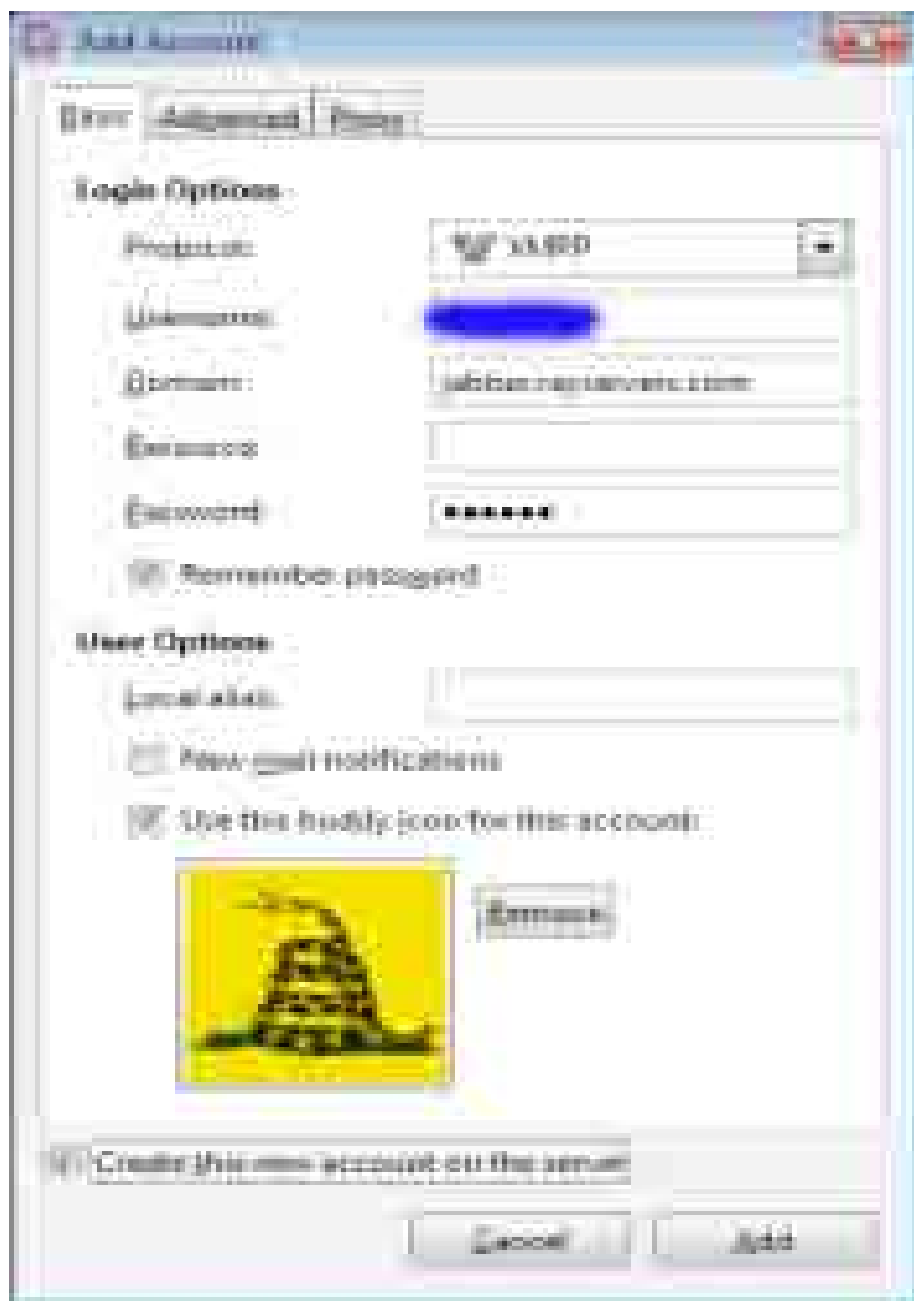 Add Account
Basic Advanced Proxy
Login Options
Protocol: XMPP
Username:
Domain:
Resource:
Password:
Remember password
User Options
Local alias:
New mail notifications
Use this buddy icon for this account:
Remove
Create this new account on the server
Cancel Add